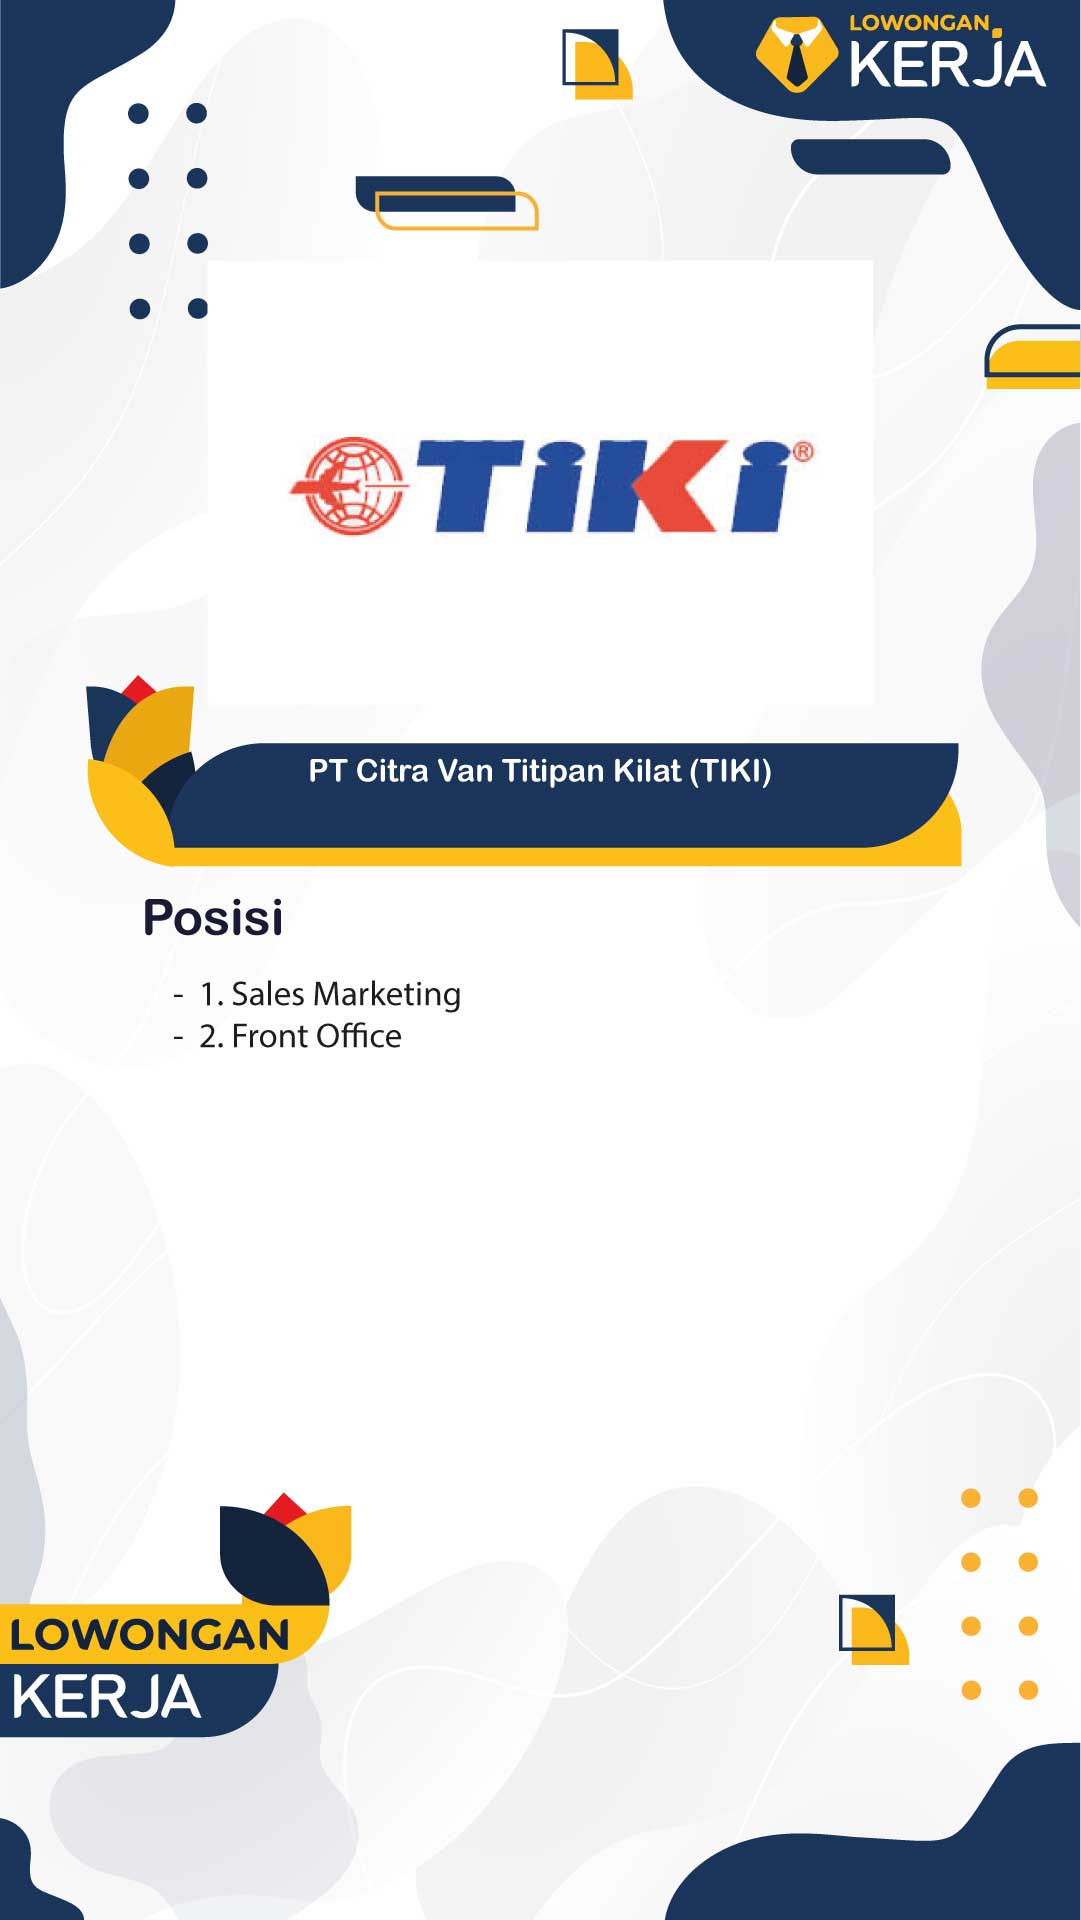 LOWONGAN
KERJA
TIKI®
PT Citra Van Titipan Kilat (TIKI)
Posisi
- 1. Sales Marketing
- 2. Front Office
LOWONGAN
KERJA